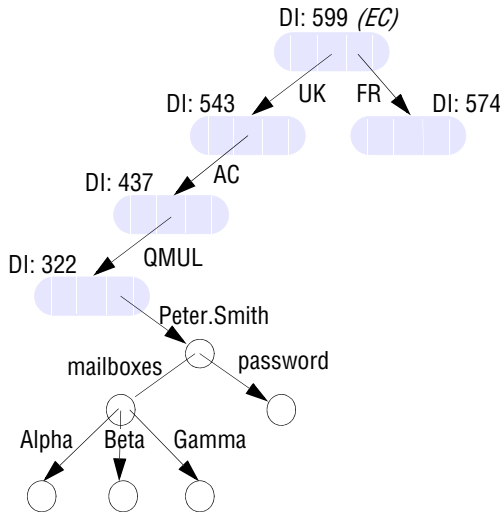 DI: 599 (EC)
UK FR
DI: 543 DI: 574
AC
DI: 437
QMUL
DI: 322
Peter.Smith
mailboxes password
Alpha Beta Gamma